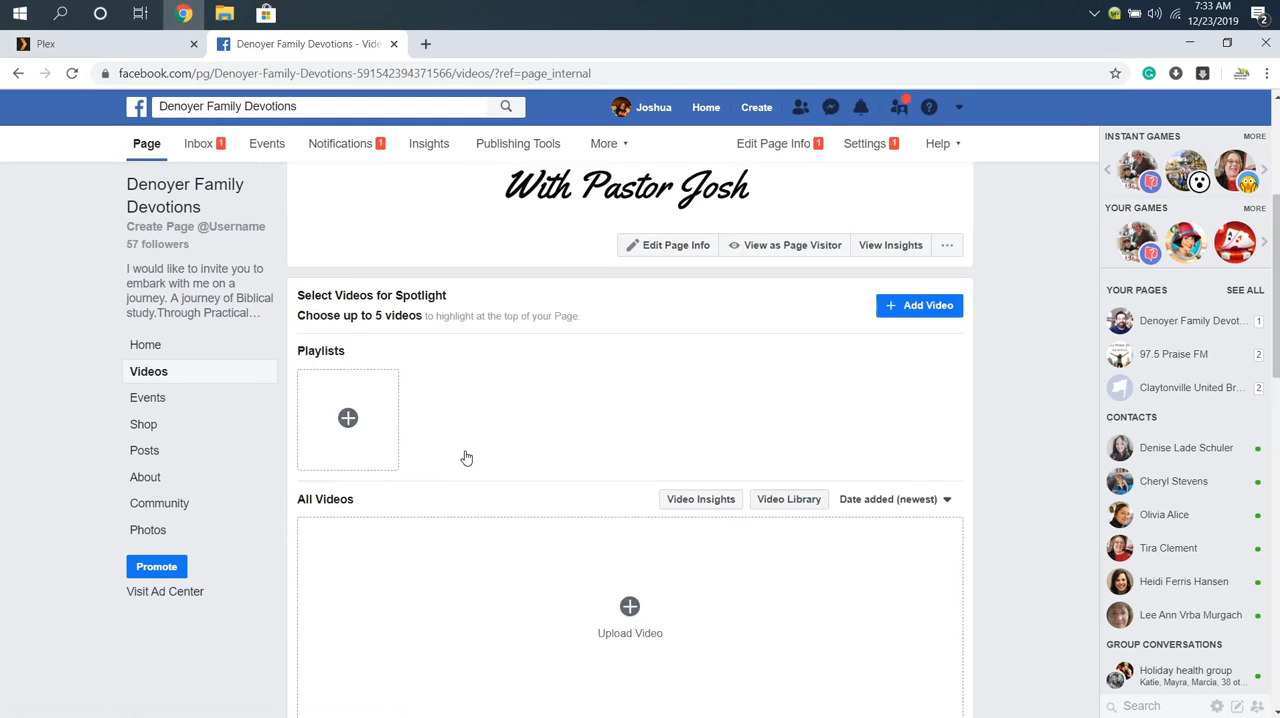 7:33 AM
12/23/2019
2
Plex
Denoyer Family Devotions - Vide
facebook.com/pg/Denoyer-Family-Devotions-591542394371566/videos/?ref=page_internal
Denoyer Family Devotions
Joshua
Home
Create
Page
Inbox 1
Events
Notifications 1
Insights
Publishing Tools
More
Edit Page Info 1
Settings 1
Help
Denoyer Family
Devotions
Create Page @Username
57 followers
I would like to invite you to
embark with me on a
journey. A journey of Biblical
study.Through Practical…
Home
Videos
Events
Shop
Posts
About
Community
Photos
Promote
Visit Ad Center
With Pastor Josh
Edit Page Info
View as Page Visitor
View Insights
Select Videos for Spotlight
Choose up to 5 videos to highlight at the top of your Page.
+ Add Video
Playlists
All Videos
Video Insights
Video Library
Date added (newest)
Upload Video
INSTANT GAMES MORE
YOUR GAMES MORE
YOUR PAGES SEE ALL
Denoyer Family Devot... 1
97.5 Praise FM 2
Claytonville United Br... 2
CONTACTS
Denise Lade Schuler
Cheryl Stevens
Olivia Alice
Tira Clement
Heidi Ferris Hansen
Lee Ann Vrba Murgach
GROUP CONVERSATIONS
Holiday health group
Katie, Mayra, Marcia, 38 ot...
Search